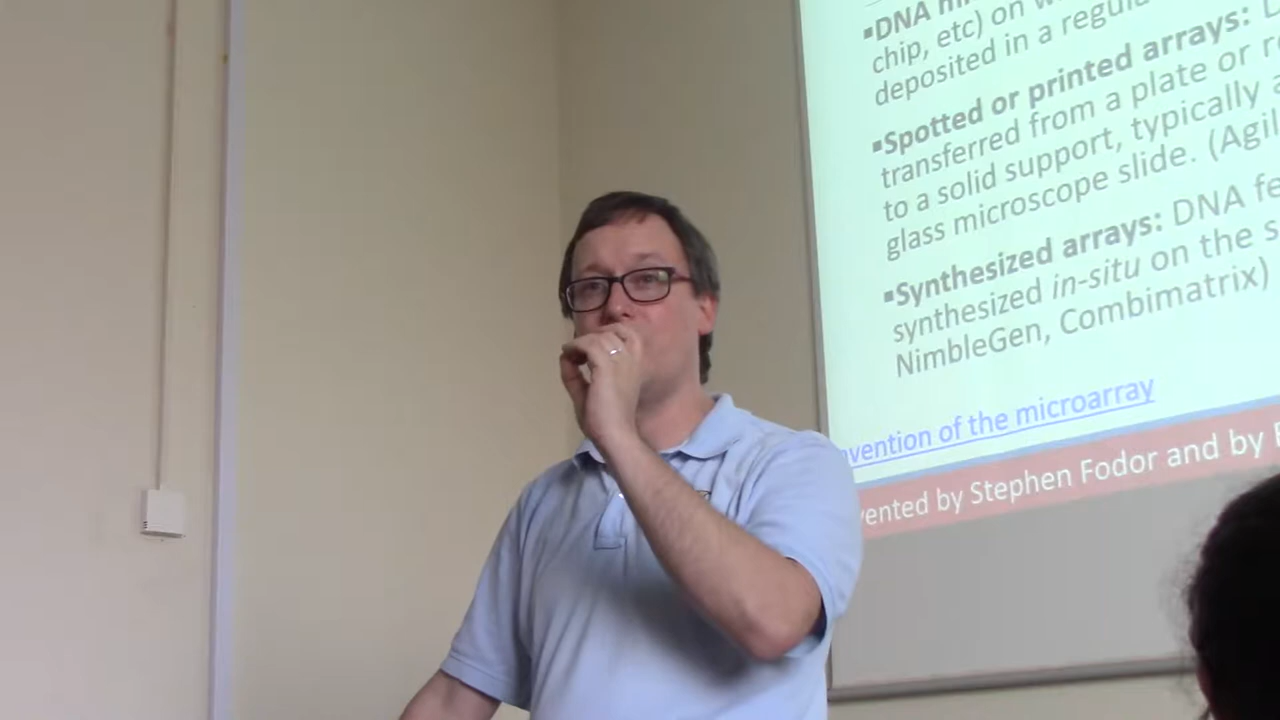 ▪DNA
chip, etc) on
deposited in a
▪Spotted or printed arrays:
transferred from a plate or
to a solid support, typically
glass microscope slide. (Agil
▪Synthesized arrays: DNA
synthesized in-situ on the
NimbleGen, Combimatrix)
vention of the microarray
vented by Stephen Fodor and by